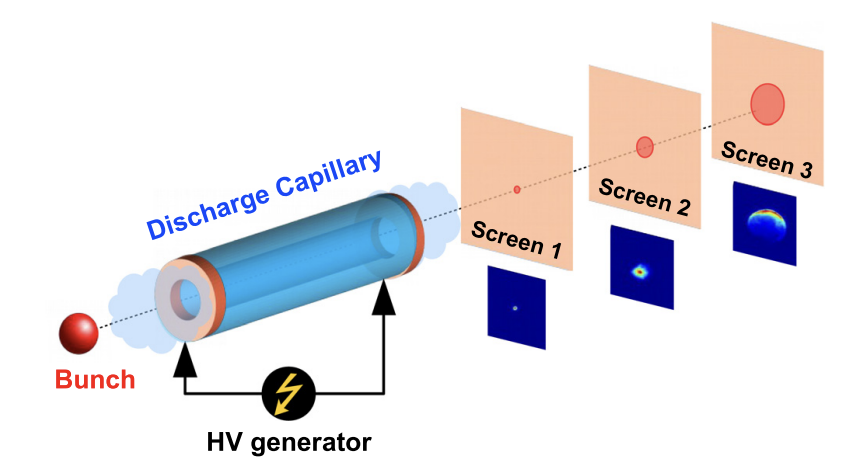 Discharge Capillary
Screen 1
Screen 2
Screen 3
Bunch
HV generator